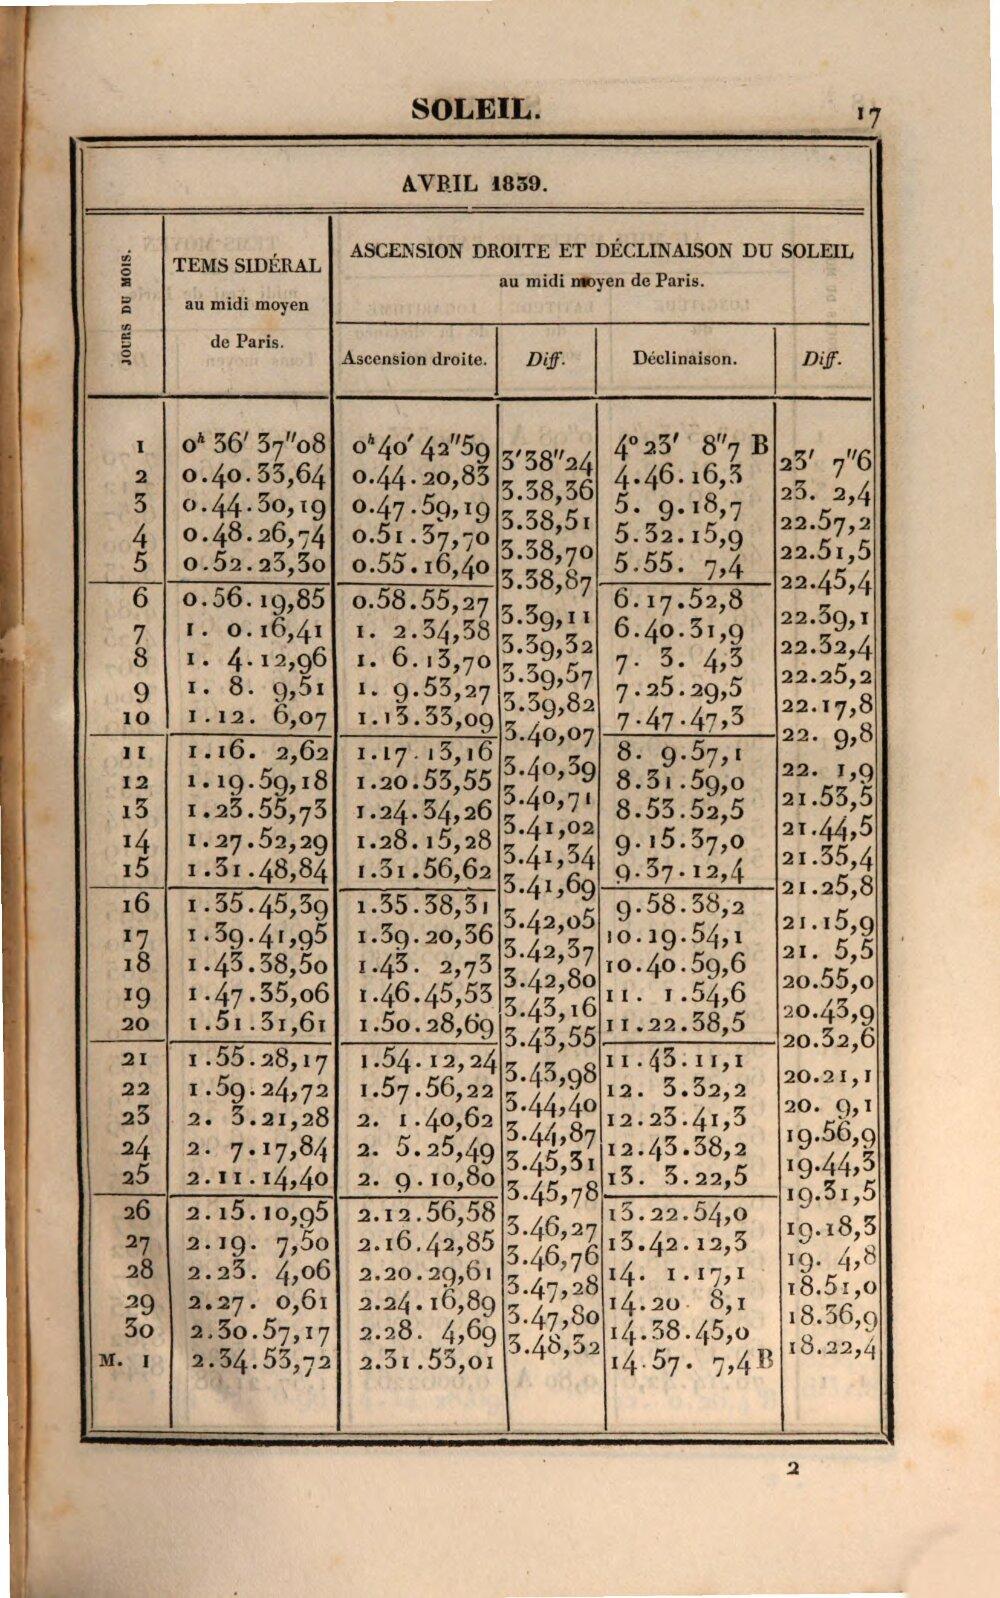 SOLEIL. 17
AVRIL 1839.
JOURS DU MOIS.
TEMS SIDÉRAL
au midi moyen
de Paris.
ASCENSION DROITE ET DÉCLINAISON DU SOLEIL
au midi moyen de Paris.
Ascension droite. Diff. Déclinaison. Diff.
1 0ʰ 36′ 37″08 0ʰ40′ 42″59 3′38″24 4° 23′ 8″7 B 23′ 7″6
2 0.40.33,64 0.44.20,83 3.38,36 4.46.16,3 23. 2,4
3 0.44.30,19 0.47.59,19 3.38,51 5. 9.18,7 22.57,2
4 0.48.26,74 0.51.37,70 3.38,70 5.32.15,9 22.51,5
5 0.52.23,30 0.55.16,40 3.38,87 5.55. 7,4 22.45,4
6 0.56.19,85 0.58.55,27 3.39,11 6.17.52,8 22.39,1
7 1. 0.16,41 1. 2.34,38 3.39,32 6.40.31,9 22.32,4
8 1. 4.12,96 1. 6.13,70 3.39,57 7. 3. 4,3 22.25,2
9 1. 8. 9,51 1. 9.53,27 3.39,82 7.25.29,5 22.17,8
10 1.12. 6,07 1.13.33,09 3.40,07 7.47.47,3 22. 9,8
11 1.16. 2,62 1.17.13,16 3.40,39 8. 9.57,1 22. 1,9
12 1.19.59,18 1.20.53,55 3.40,71 8.31.59,0 21.53,5
13 1.23.55,73 1.24.34,26 3.41,02 8.53.52,5 21.44,5
14 1.27.52,29 1.28.15,28 3.41,34 9.15.37,0 21.35,4
15 1.31.48,84 1.31.56,62 3.41,69 9.37.12,4 21.25,8
16 1.35.45,39 1.35.38,31 3.42,05 9.58.38,2 21.15,9
17 1.39.41,95 1.39.20,36 3.42,37 10.19.54,1 21. 5,5
18 1.43.38,50 1.43. 2,73 3.42,80 10.40.59,6 20.55,0
19 1.47.35,06 1.46.45,53 3.43,16 11. 1.54,6 20.43,9
20 1.51.31,61 1.50.28,69 3.43,55 11.22.38,5 20.32,6
21 1.55.28,17 1.54.12,24 3.43,98 11.43.11,1 20.21,1
22 1.59.24,72 1.57.56,22 3.44,40 12. 3.32,2 20. 9,1
23 2. 3.21,28 2. 1.40,62 3.44,87 12.23.41,3 19.56,9
24 2. 7.17,84 2. 5.25,49 3.45,31 12.43.38,2 19.44,3
25 2.11.14,40 2. 9.10,80 3.45,78 13. 3.22,5 19.31,5
26 2.15.10,95 2.12.56,58 3.46,27 13.22.54,0 19.18,3
27 2.19. 7,50 2.16.42,85 3.46,76 13.42.12,3 19. 4,8
28 2.23. 4,06 2.20.29,61 3.47,28 14. 1.17,1 18.51,0
29 2.27. 0,61 2.24.16,89 3.47,80 14.20 8,1 18.36,9
30 2.30.57,17 2.28. 4,69 3.48,32 14.38.45,0 18.22,4
M. 1 2.34.53,72 2.31.53,01 14.57. 7,4 B
2